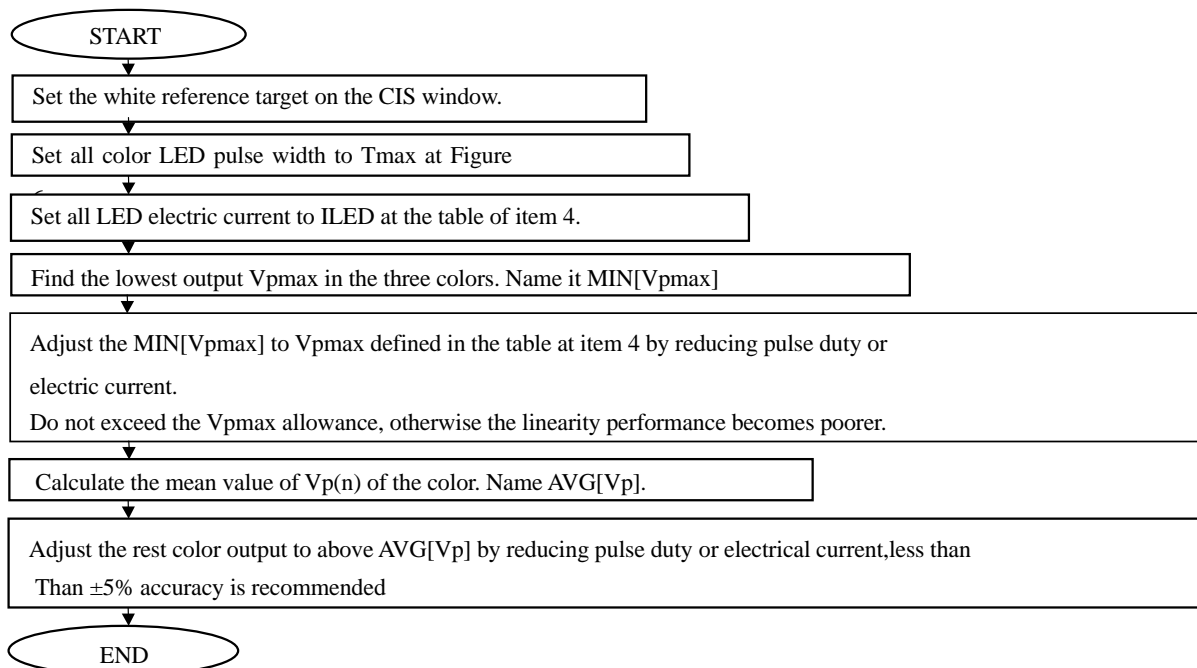 START
Set the white reference target on the CIS window.
Set all color LED pulse width to Tmax at Figure
Set all LED electric current to ILED at the table of item 4.
Find the lowest output Vpmax in the three colors. Name it MIN[Vpmax]
Adjust the MIN[Vpmax] to Vpmax defined in the table at item 4 by reducing pulse duty or
electric current.
Do not exceed the Vpmax allowance, otherwise the linearity performance becomes poorer.
Calculate the mean value of Vp(n) of the color. Name AVG[Vp].
Adjust the rest color output to above AVG[Vp] by reducing pulse duty or electrical current,less than
Than ±5% accuracy is recommended
END